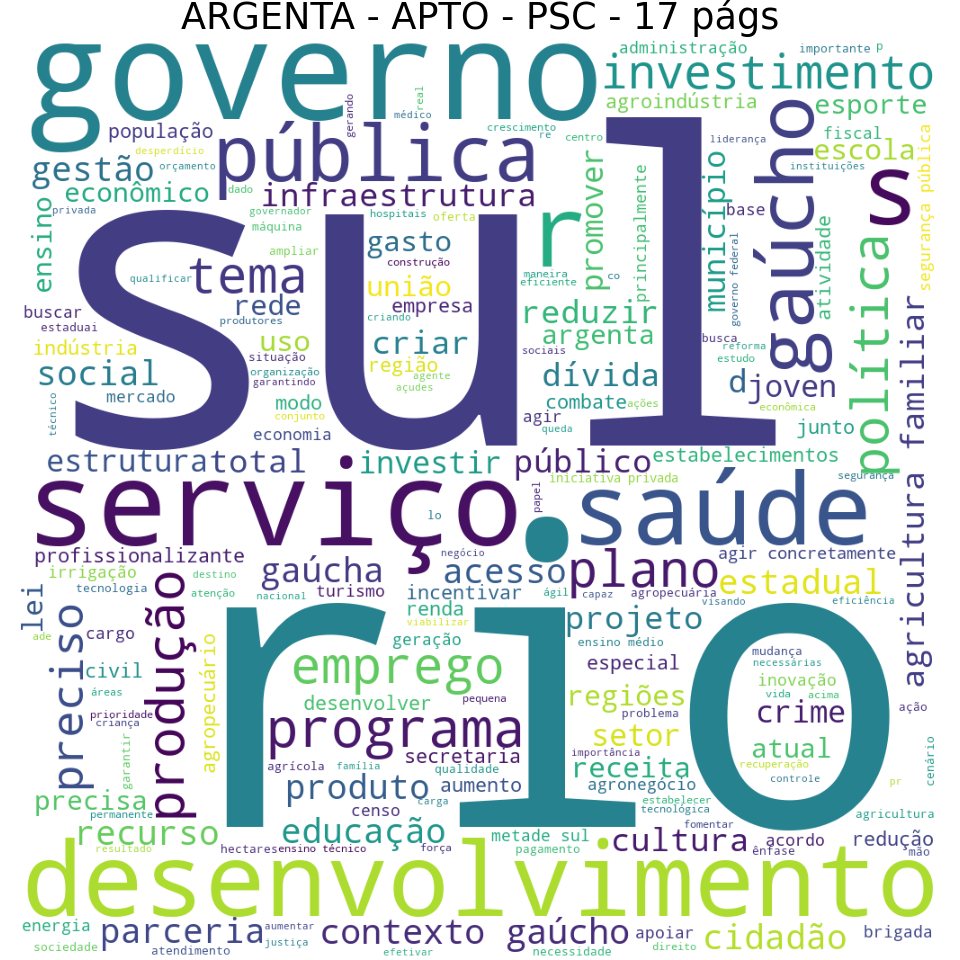 ARGENTA - APTO - PSC - 17 págs
governo
administração
importante
p
investimento
real
médico
gerando
agroindústria
esporte
população
crescimento
re
centro
liderança
fiscal
pública
desperdício
orçamento
gestão
escola
instituições
econômico
privada
dado
infraestrutura
promover
principalmente
município
base
gaúcho
s
segurança pública
ensino
governador
máquina
hospitais
oferta
gasto
construção
r
ampliar
tema
qualificar
maneira
eficiente
co
governo federal
atividade
política
união
rede
empresa
reduzir
buscar
estaduai
produtores
criando
uso
criar
argenta
busca
reforma
estudo
indústria
situação
região
sociais
sul
social
organização
garantindo
agente
açudes
dívida
d
joven
mercado
modo
combate
ações
econômica
técnico
conjunto
agir
junto
economia
queda
estrutura
total
investir
público
estabelecimentos
agricultura familiar
serviço
papel
iniciativa privada
segurança
lo
.
saúde
profissionalizante
negócio
agir concretamente
irrigação
destino
gaúcha
acesso
plano
estadual
lei
tecnologia
atenção
nacional
turismo
incentivar
ágil
capaz
agropecuária
visando
eficiência
preciso
produção
renda
viabilizar
projeto
ade
cargo
geração
ensino médio
mudança
civil
agropecuário
emprego
especial
necessárias
áreas
desenvolver
pequena
regiões
inovação
vida
acima
rio
prioridade
criança
programa
problema
crime
ação
setor
garantir
secretaria
importância
atual
cenário
agrícola
família
qualidade
receita
recuperação
produto
aumento
agronegócio
controle
pr
precisa
carga
estabelecer
tecnológica
permanente
censo
fomentar
agricultura
recurso
educação
metade sul
cultura
acordo
redução
resultado
hectares
ensino técnico
força
pagamento
ênfase
mão
desenvolvimento
energia
parceria
aumentar
contexto gaúcho
apoiar
cidadão
brigada
sociedade
atendimento
justiça
efetivar
necessidade
direito